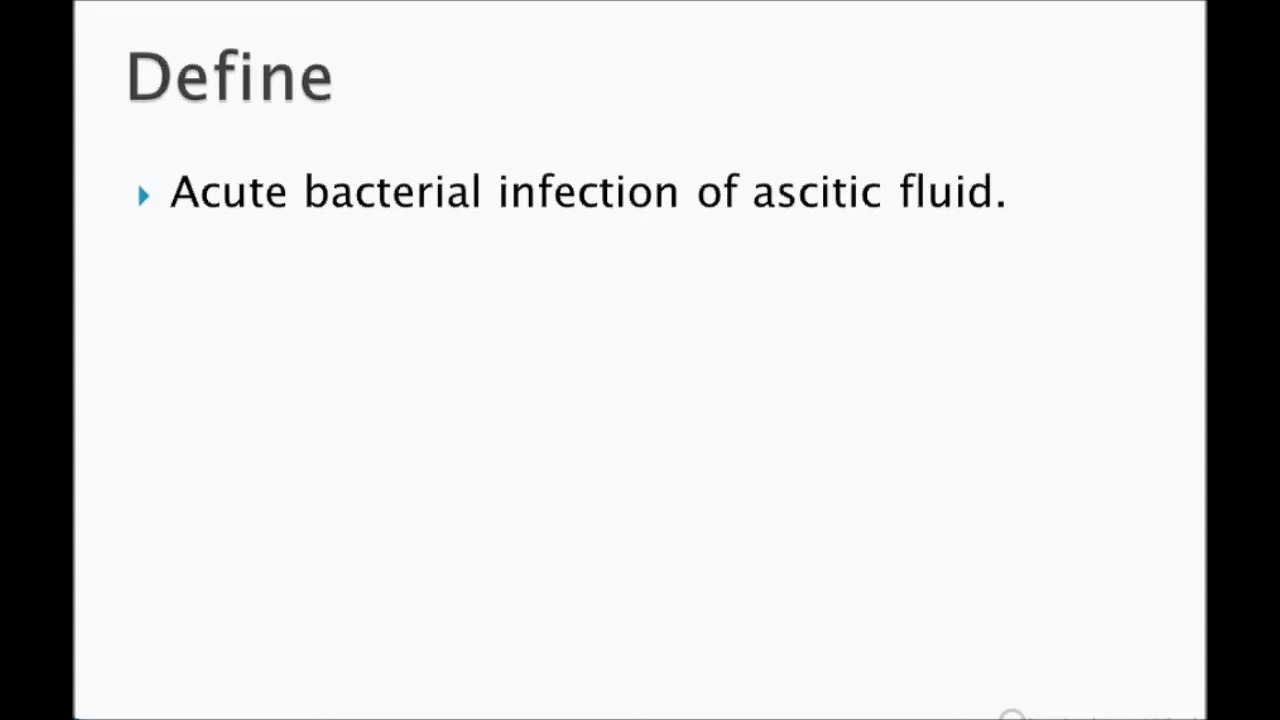 Define
Acute bacterial infection of ascitic fluid.